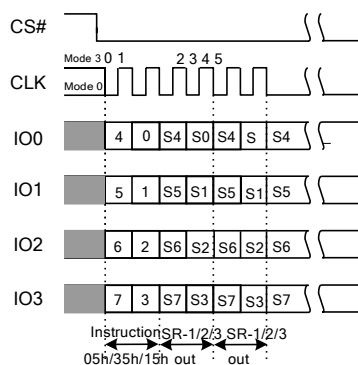 CS#
Mode 3 0 1 2 3 4 5
CLK
Mode 0
IO0 4 0 S4 S0 S4 S S4
IO1 5 1 S5 S1 S5 S1 S5
IO2 6 2 S6 S2 S6 S2 S6
IO3 7 3 S7 S3 S7 S3 S7
Instruction SR-1/2/3 SR-1/2/3
05h/35h/15h out out